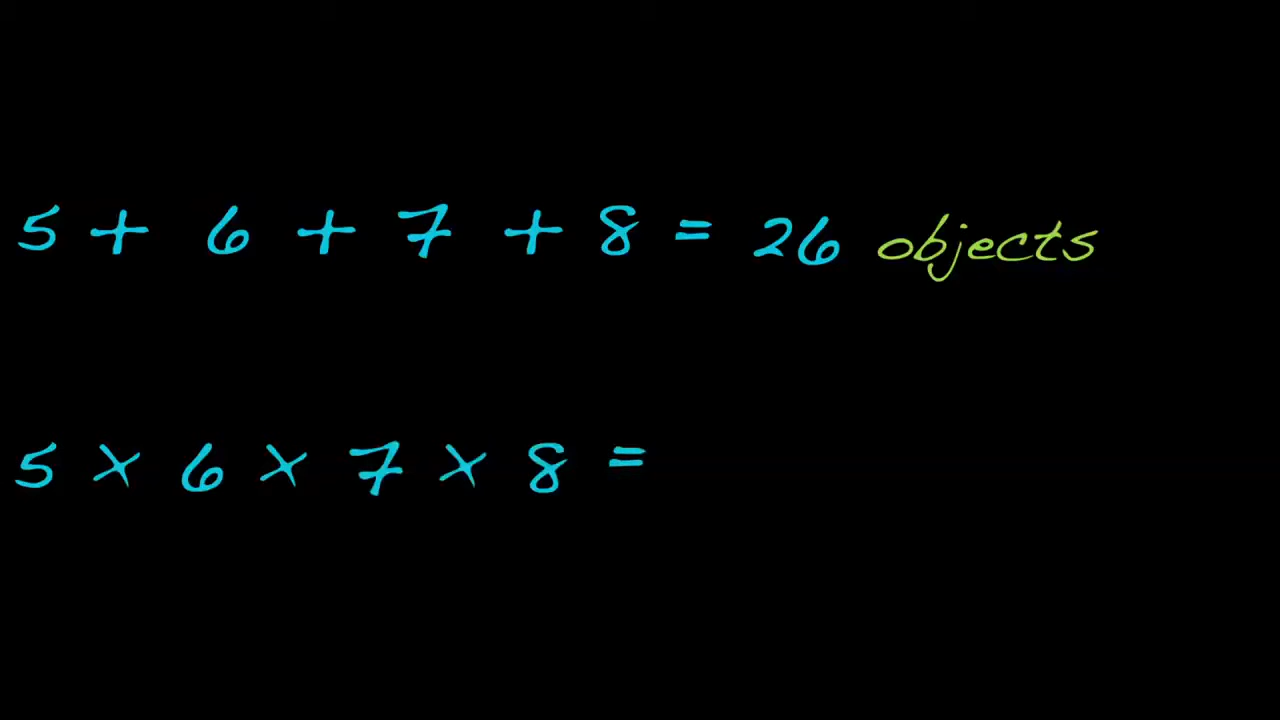 5 + 6 + 7 + 8 = 26 objects
5 × 6 × 7 × 8 =